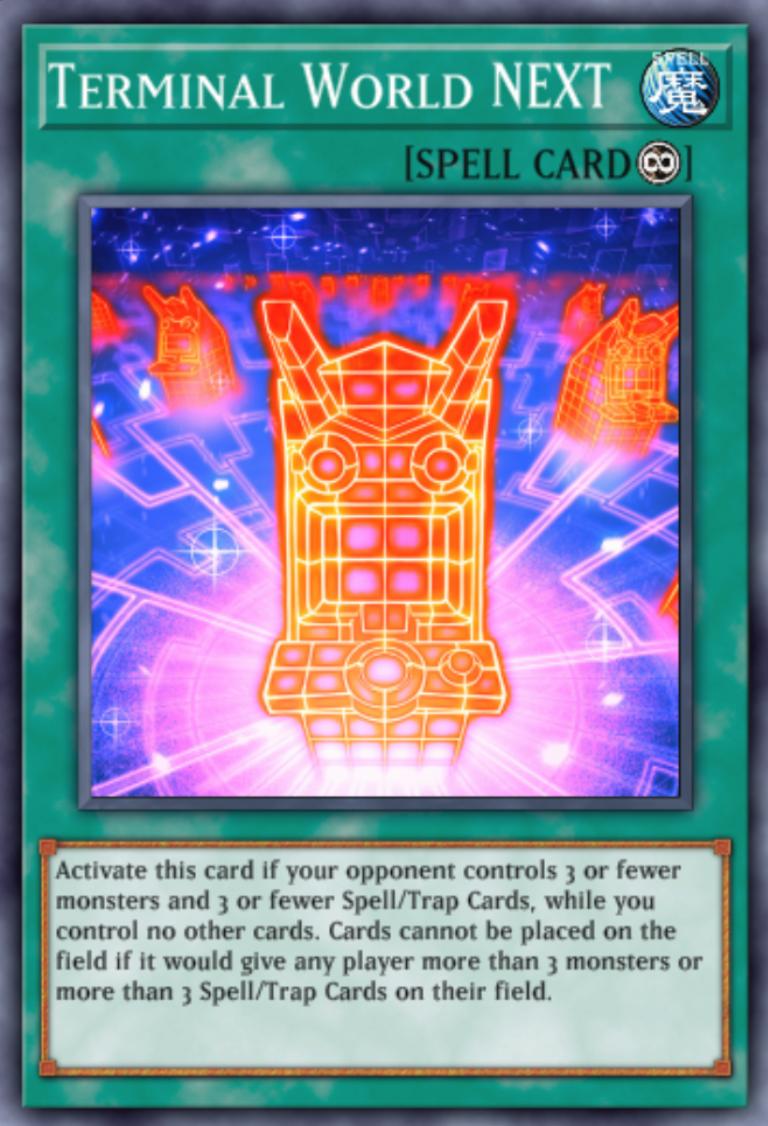 TERMINAL WORLD NEXT
SPELL
魔
[SPELL CARD]
Activate this card if your opponent controls 3 or fewer
monsters and 3 or fewer Spell/Trap Cards, while you
control no other cards. Cards cannot be placed on the
field if it would give any player more than 3 monsters or
more than 3 Spell/Trap Cards on their field.